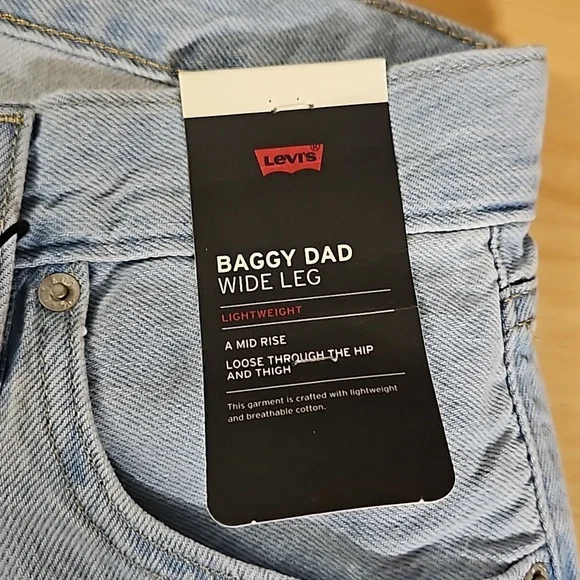 Levi's®
BAGGY DAD
WIDE LEG
LIGHTWEIGHT
A MID RISE
LOOSE THROUGH THE HIP
AND THIGH
This garment is crafted with lightweight
and breathable cotton.